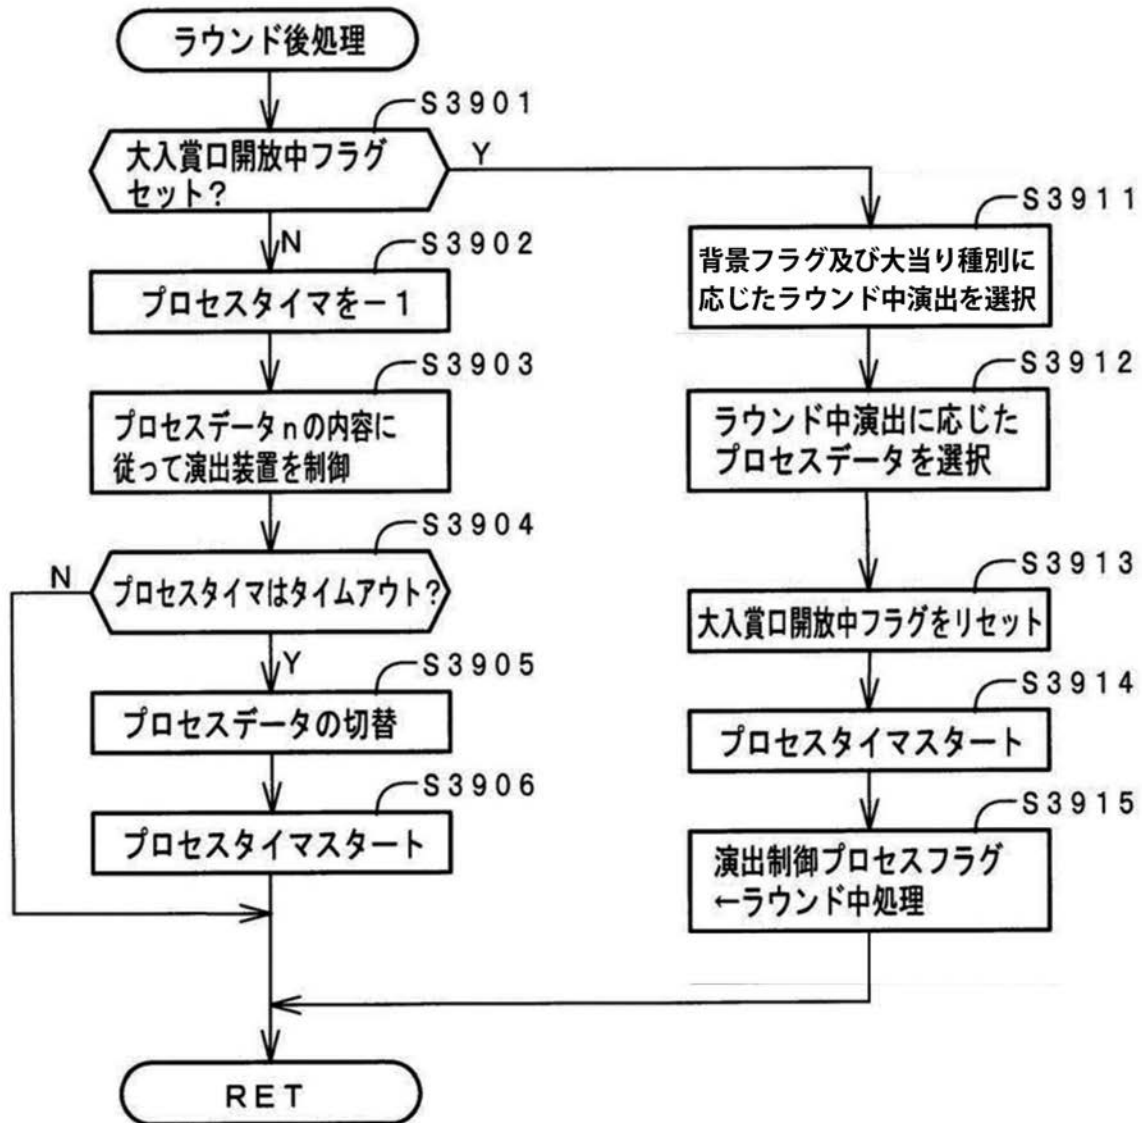 ラウンド後処理
S3901
大入賞口開放中フラグ
セット？
Y
N
S3902
プロセスタイマを－1
S3903
プロセスデータnの内容に
従って演出装置を制御
S3904
プロセスタイマはタイムアウト？
N
Y
S3905
プロセスデータの切替
S3906
プロセスタイマスタート
S3911
背景フラグ及び大当り種別に
応じたラウンド中演出を選択
S3912
ラウンド中演出に応じた
プロセスデータを選択
S3913
大入賞口開放中フラグをリセット
S3914
プロセスタイマスタート
S3915
演出制御プロセスフラグ
←ラウンド中処理
RET